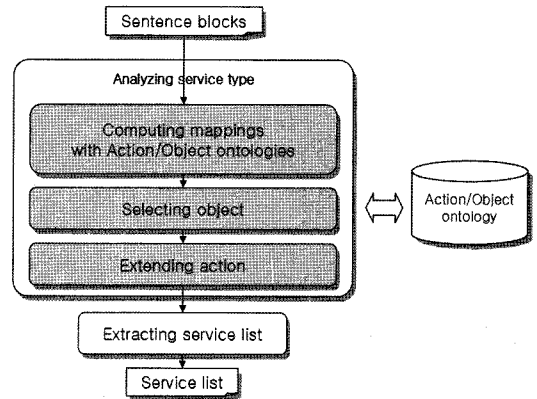 Sentence blocks
Analyzing service type
Computing mappings
with Action/Object ontologies
Selecting object
Extending action
Action/Object
ontology
Extracting service list
Service list